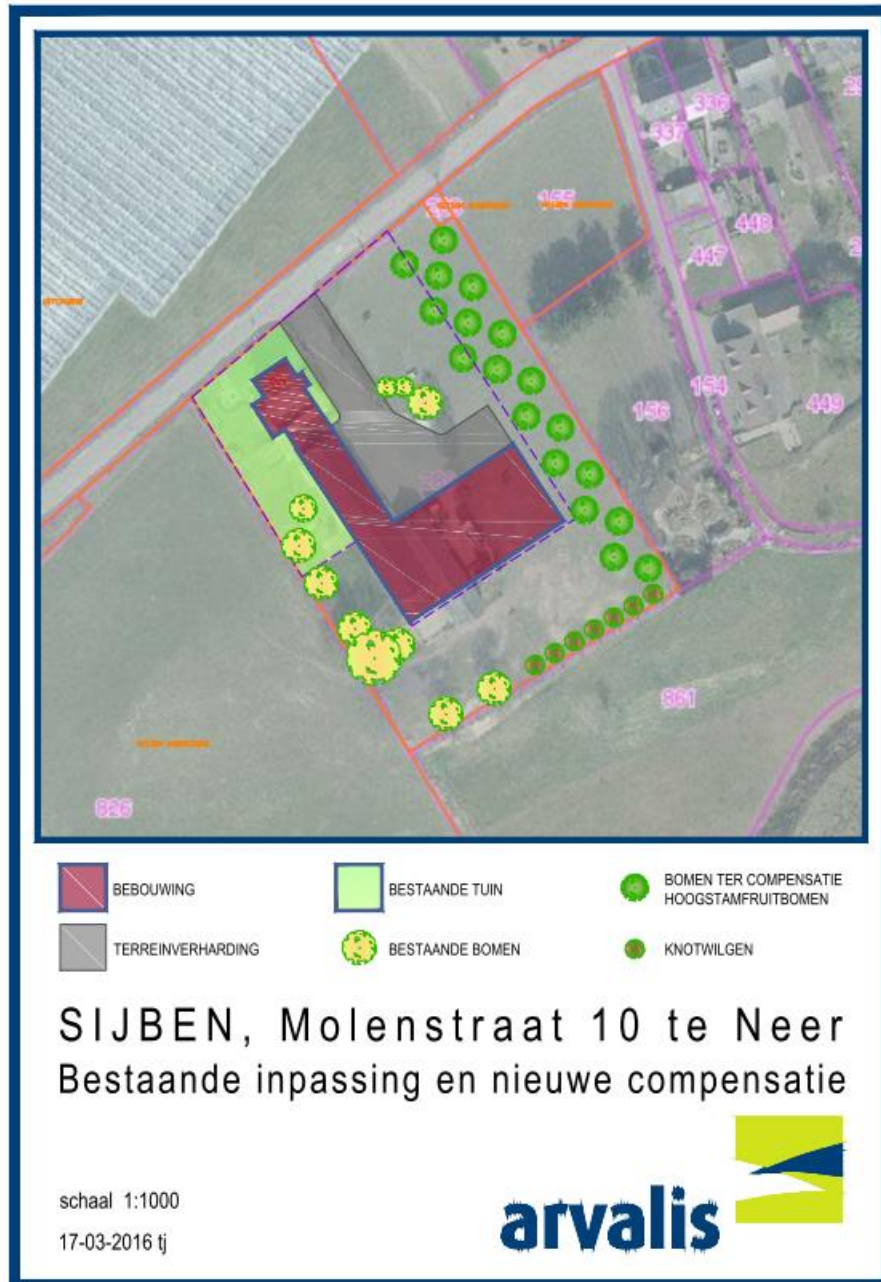 336
337
155
448
447
154
449
156
861
826
BEBOUWING
BESTAANDE TUIN
BOMEN TER COMPENSATIE
HOOGSTAMFRUITBOMEN
TERREINVERHARDING
BESTAANDE BOMEN
KNOTWILGEN
SIJBEN, Molenstraat 10 te Neer
Bestaande inpassing en nieuwe compensatie
schaal 1:1000
17-03-2016 tj
arvalis